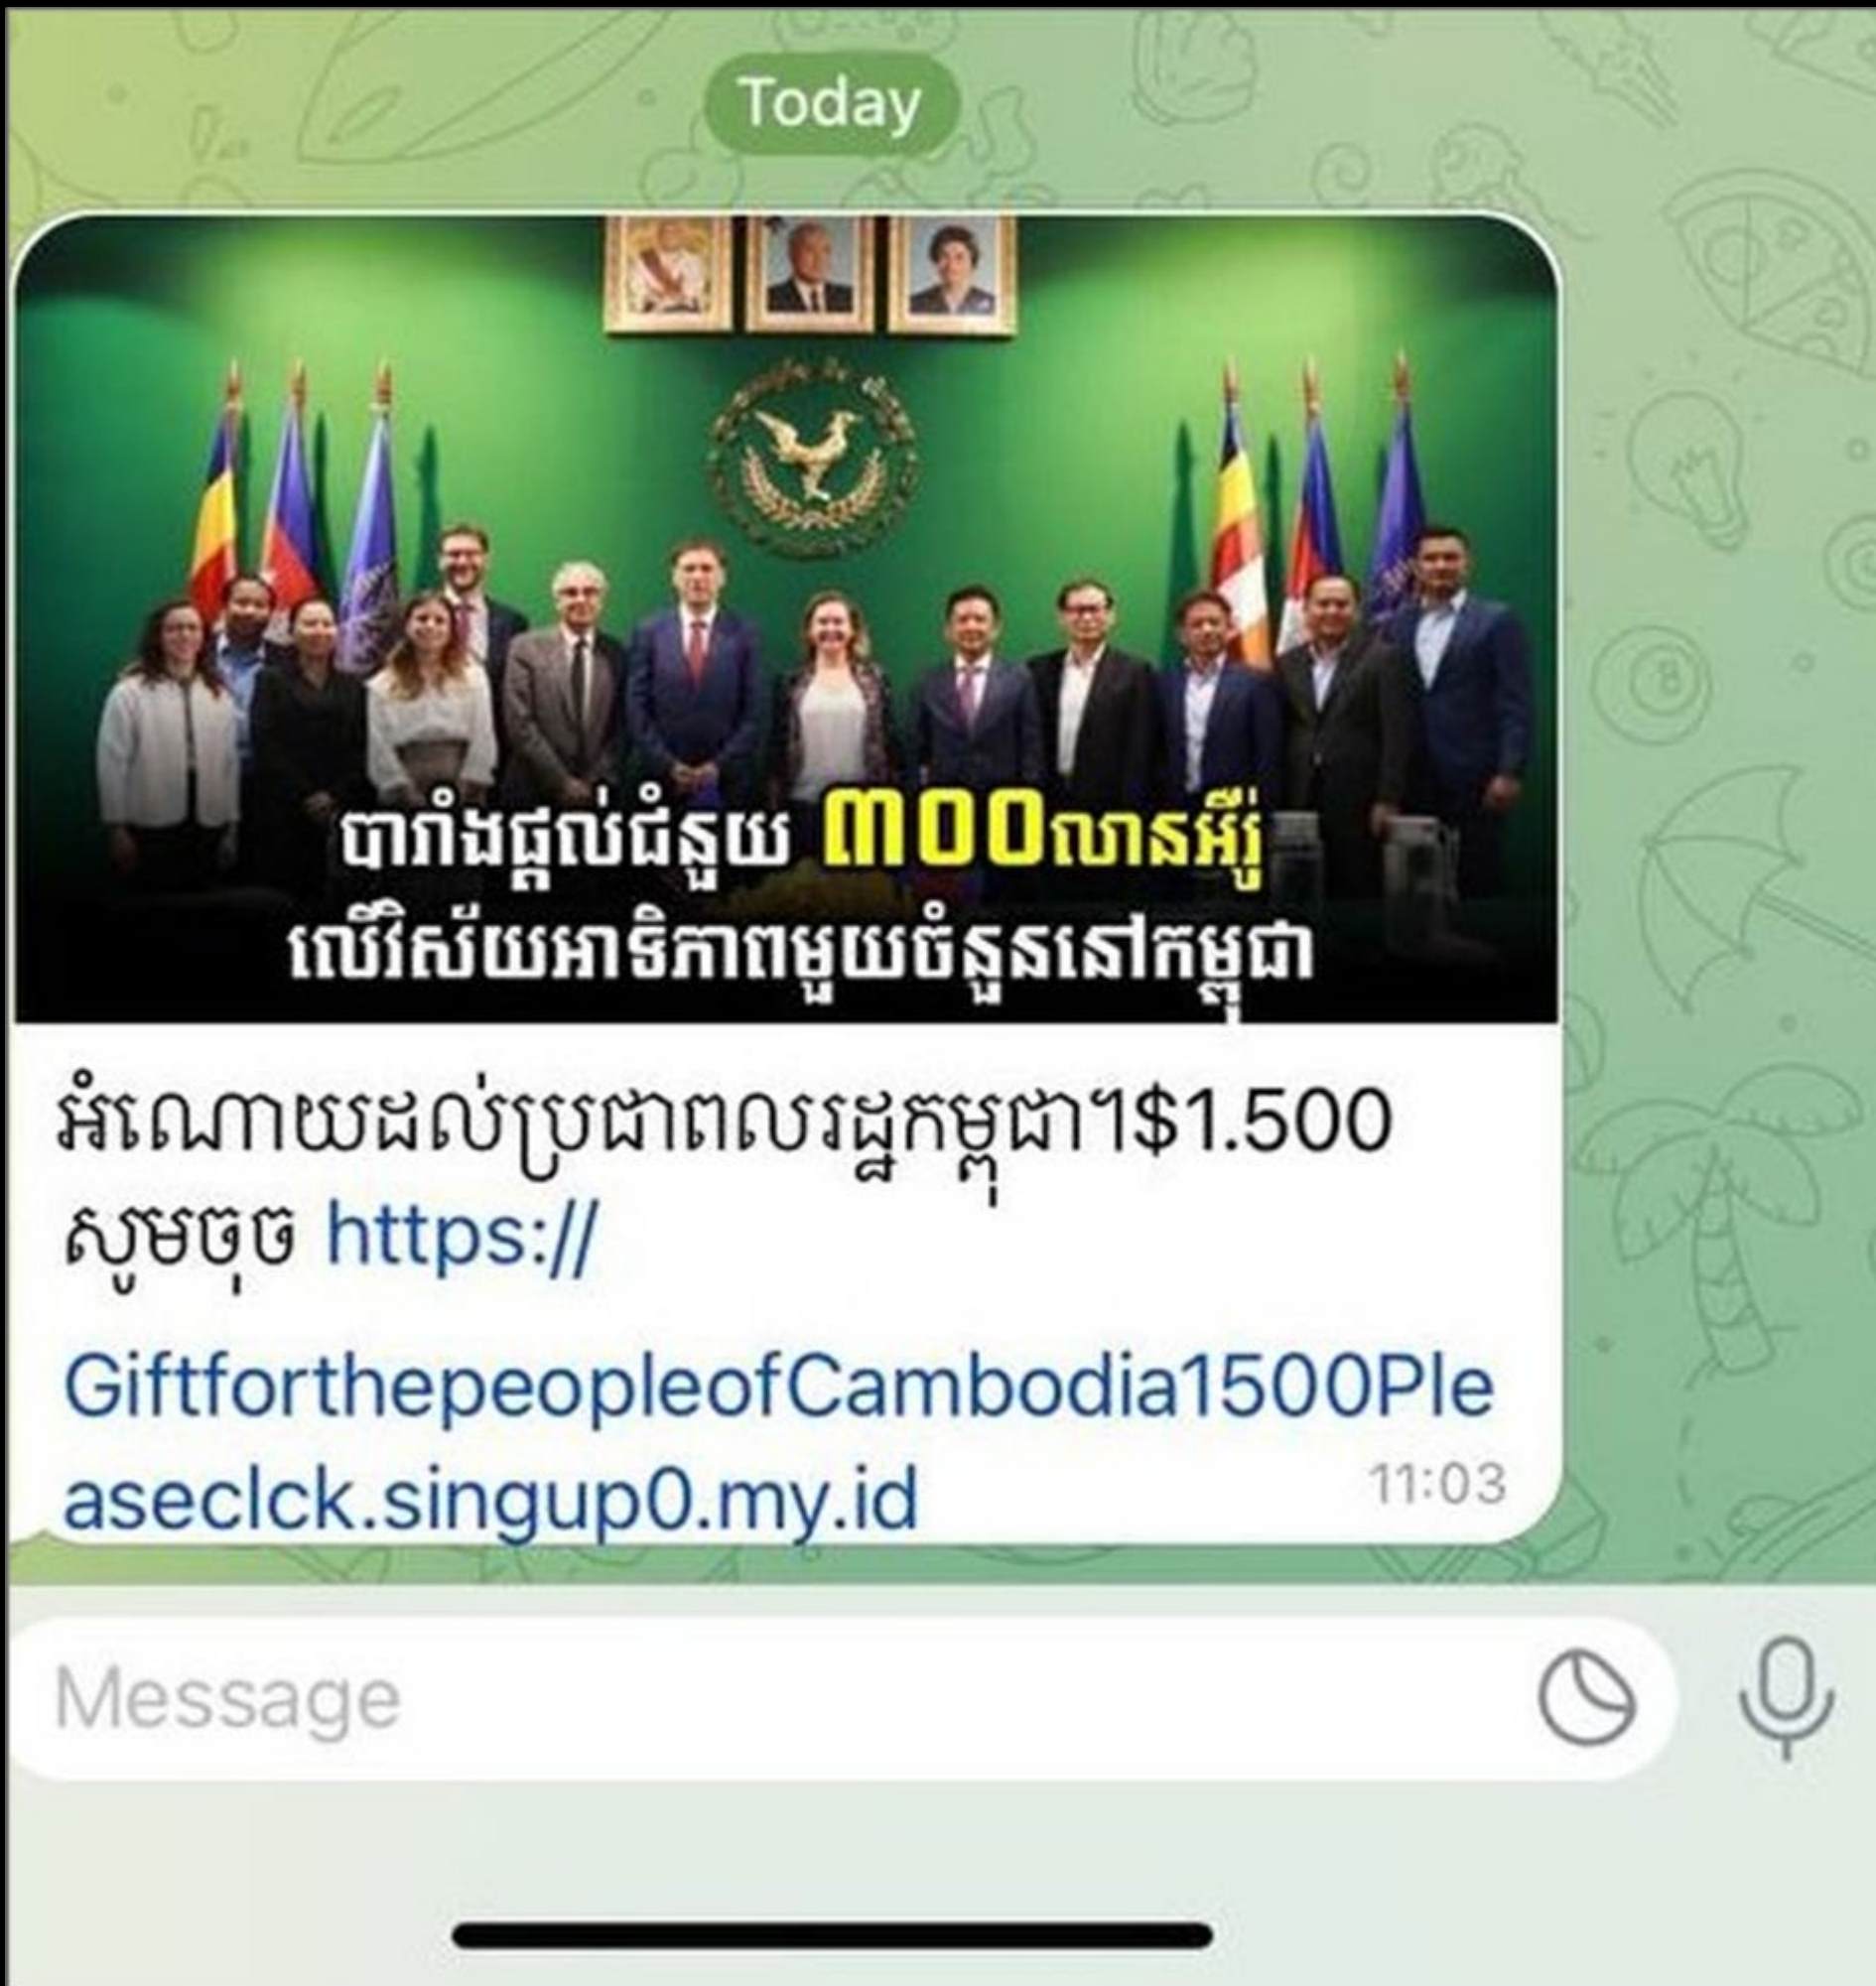 Today
បារាំងផ្តល់ជំនួយ ៣០០លានអឺរ៉ូ
លើវិស័យអាទិភាពមួយចំនួននៅកម្ពុជា
អំណោយដល់ប្រជាពលរដ្ឋកម្ពុជា។$1.500
សូមចុច https://
GiftforthepeopleofCambodia1500Ple
aseclck.singup0.my.id
11:03
Message